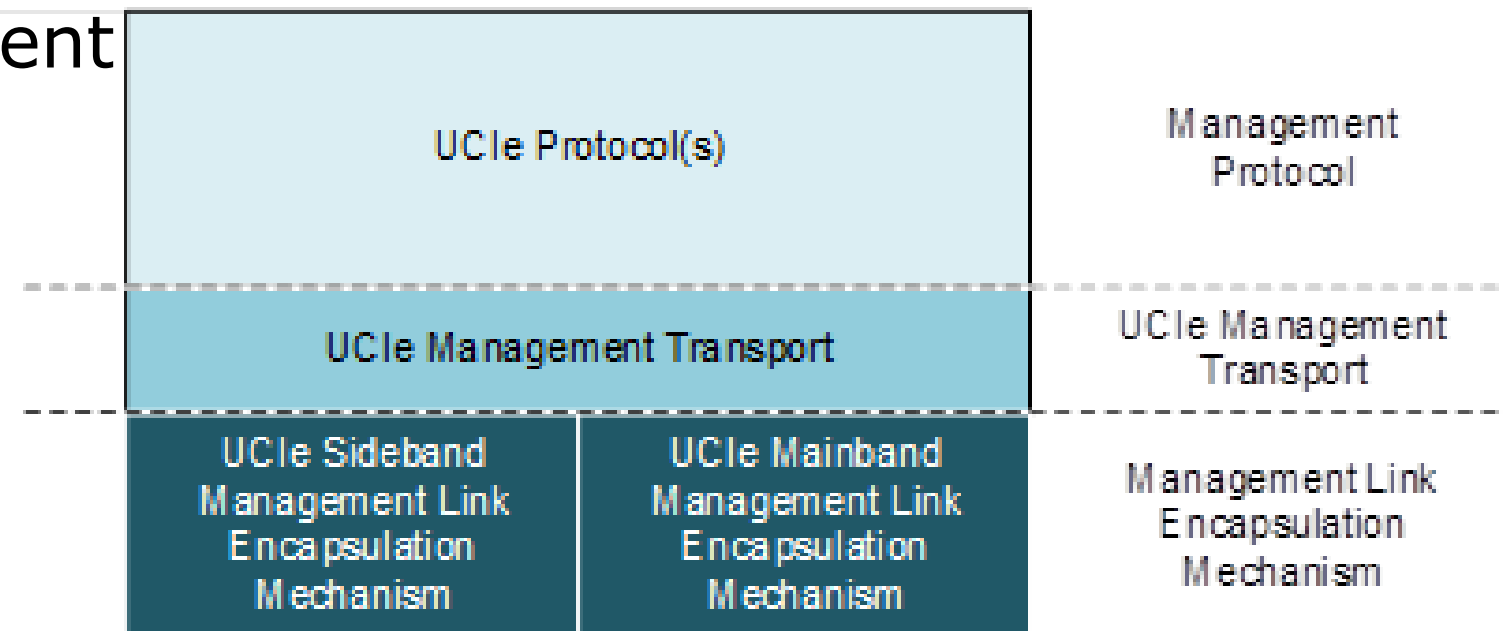 ent
UCIe Protocol(s)
Management
Protocol
UCIe Management Transport
UCIe Management
Transport
UCIe Sideband
Management Link
Encapsulation
Mechanism
UCIe Mainband
Management Link
Encapsulation
Mechanism
Management Link
Encapsulation
Mechanism